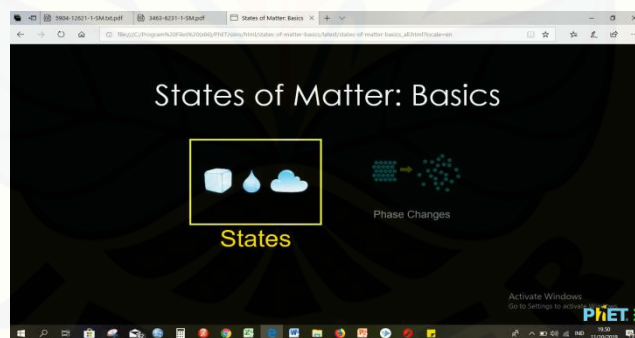 5904-12621-1-SM.txt.pdf
3463-6231-1-SM.pdf
States of Matter: Basics
States of Matter: Basics
States
Phase Changes
Activate Windows
Go to Settings to activate Windows.
PhET
IND
19.50